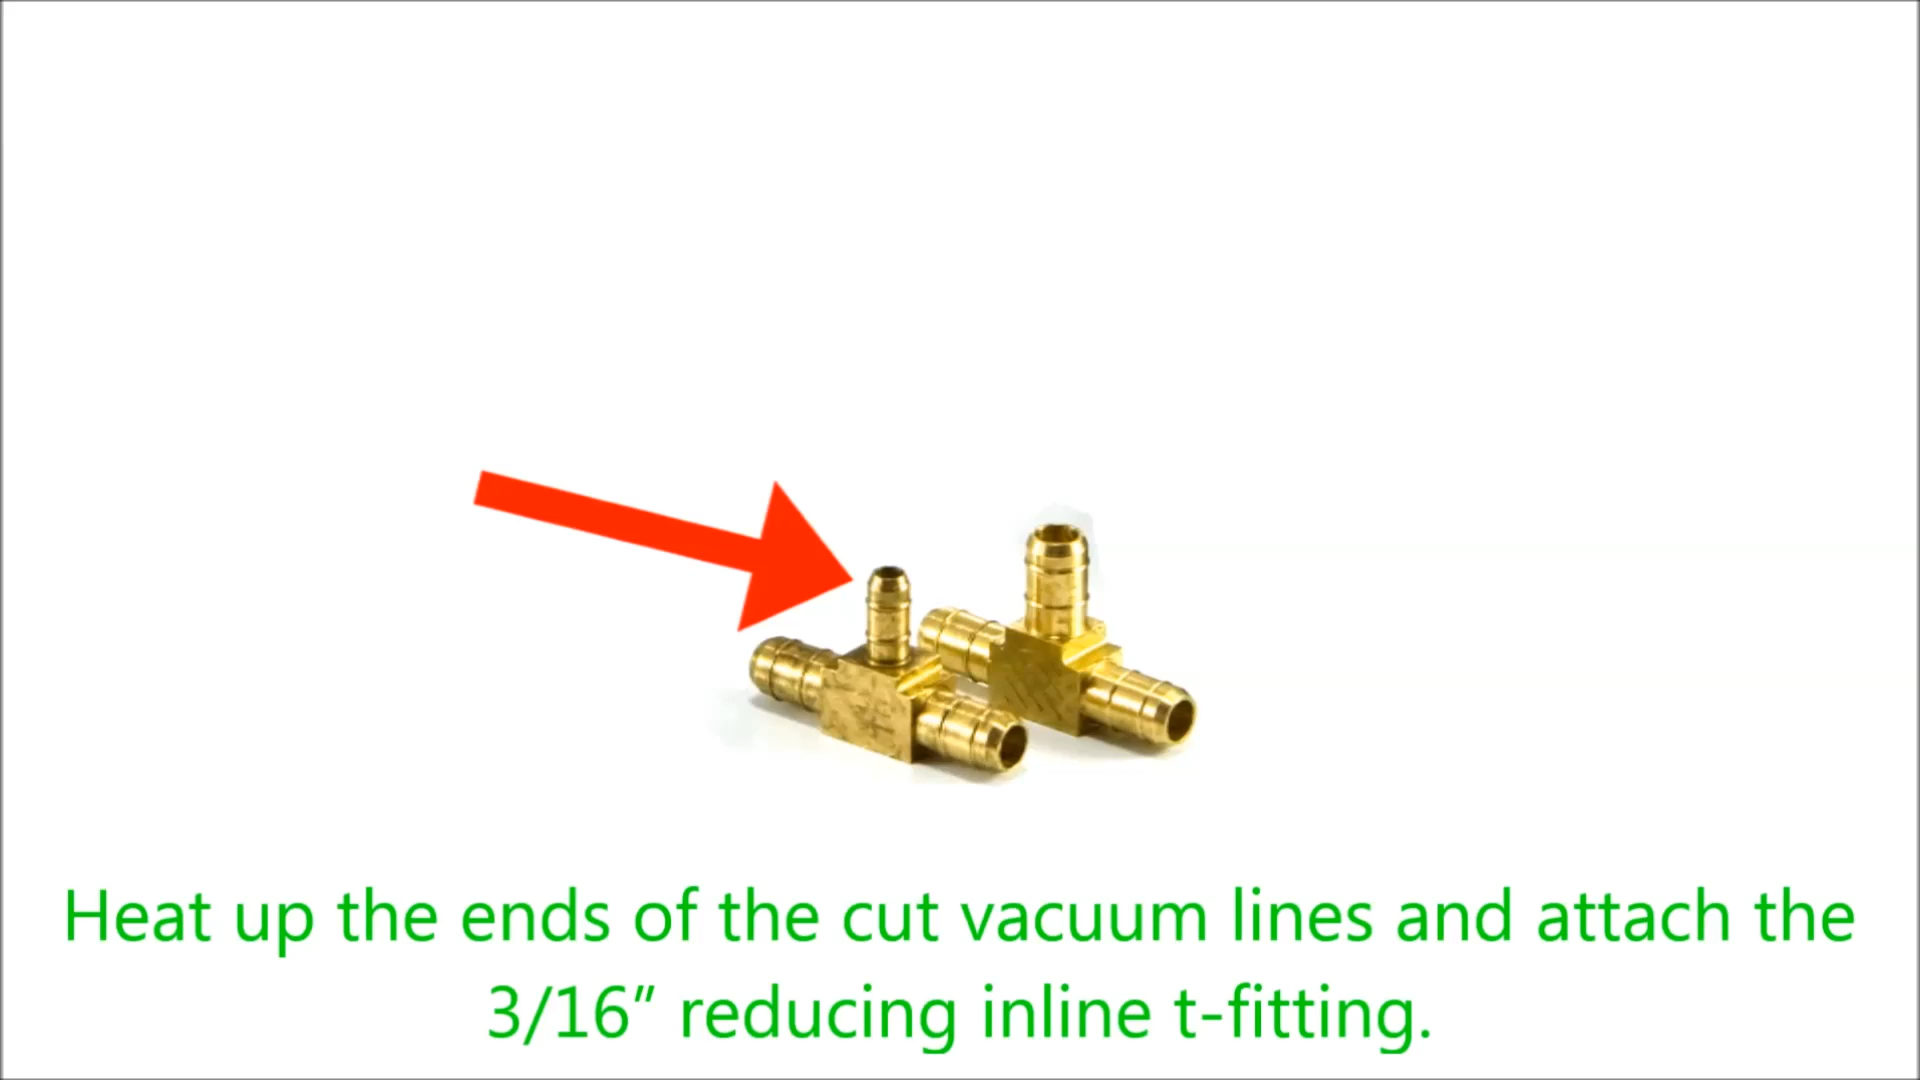 Heat up the ends of the cut vacuum lines and attach the
3/16” reducing inline t-fitting.